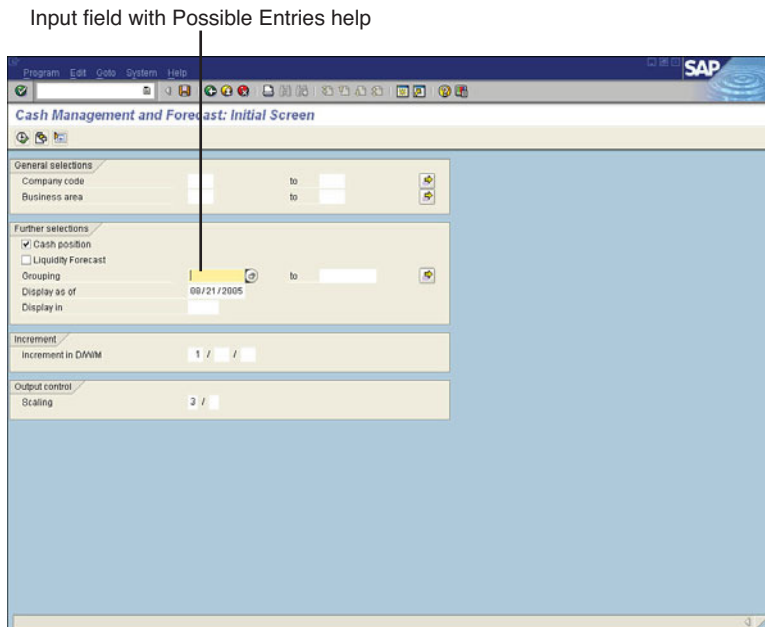 Input field with Possible Entries help
Program Edit Goto System Help
SAP
Cash Management and Forecast: Initial Screen
General selections
Company code to
Business area to
Further selections
Cash position
Liquidity Forecast
Grouping to
Display as of 08/21/2005
Display in
Increment
Increment in D/W/M 1 / /
Output control
Scaling 3 /